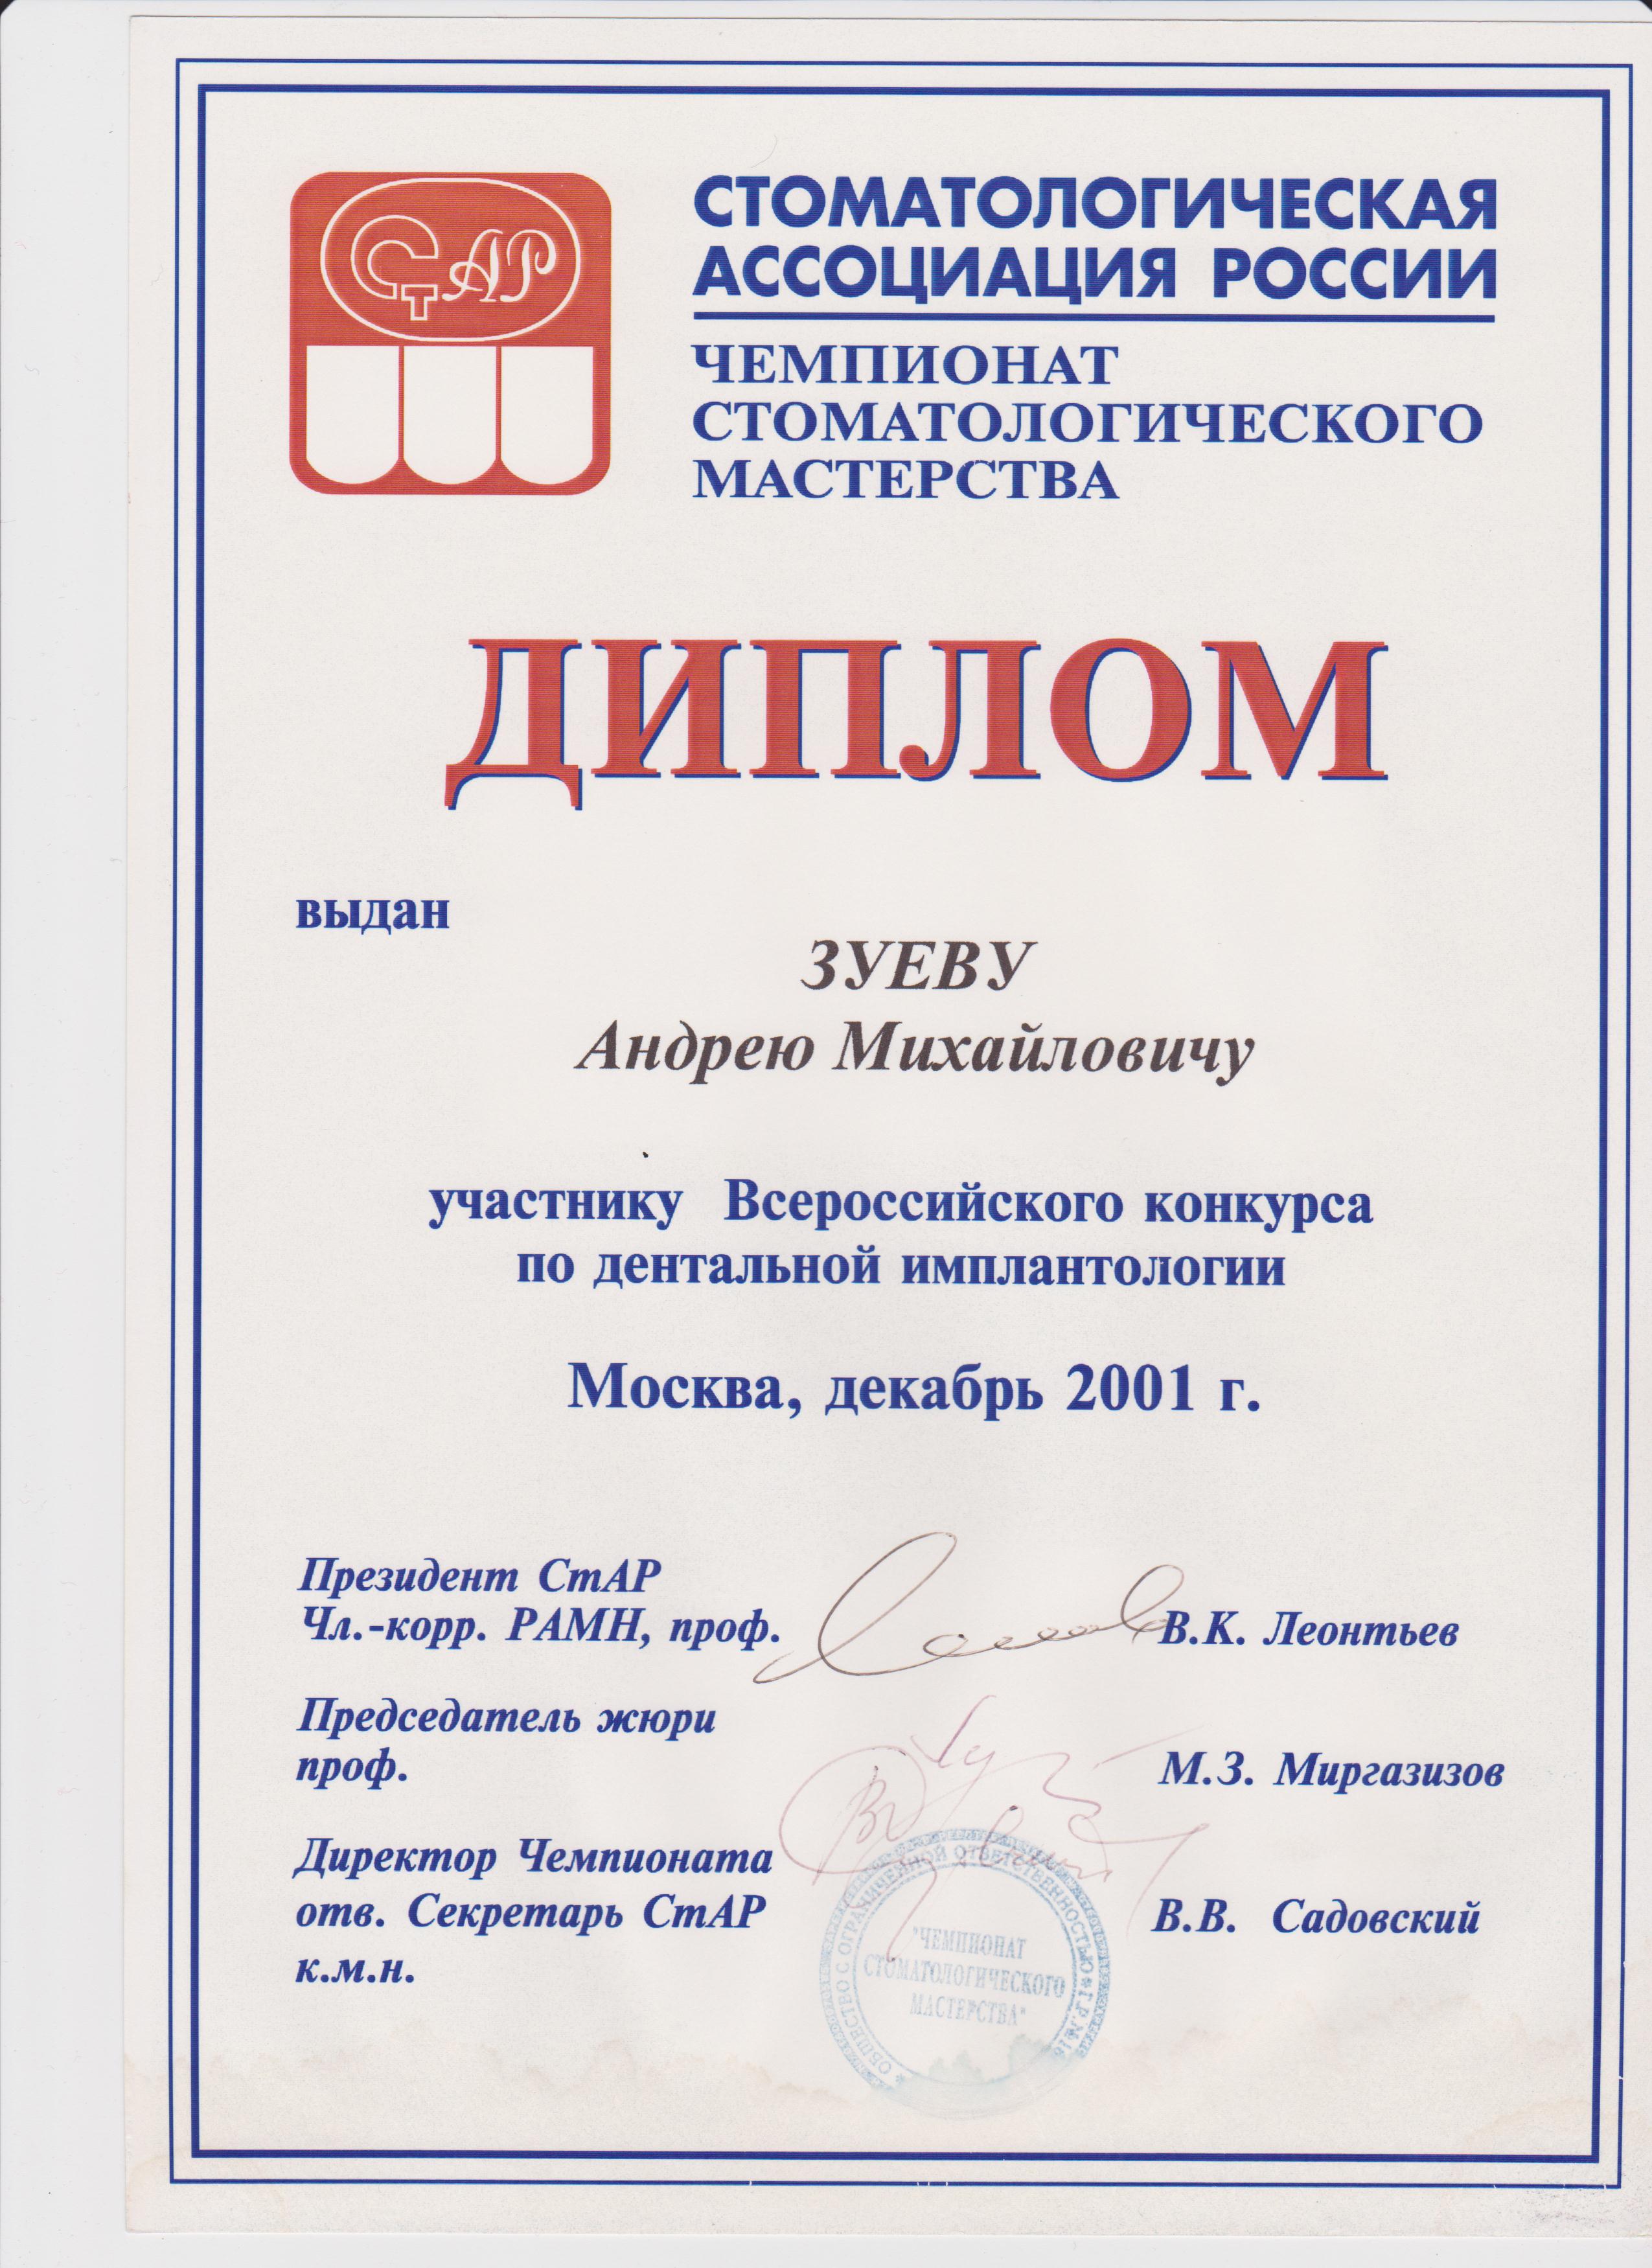 СтАР
СТОМАТОЛОГИЧЕСКАЯ
АССОЦИАЦИЯ РОССИИ
ЧЕМПИОНАТ
СТОМАТОЛОГИЧЕСКОГО
МАСТЕРСТВА
ДИПЛОМ
выдан
ЗУЕВУ
Андрею Михайловичу
участнику Всероссийского конкурса
по дентальной имплантологии
Москва, декабрь 2001 г.
Президент СтАР
Чл.-корр. РАМН, проф.
В.К. Леонтьев
Председатель жюри
проф.
М.З. Миргазизов
Директор Чемпионата
отв. Секретарь СтАР
к.м.н.
В.В. Садовский
ОБЩЕСТВО С ОГРАНИЧЕННОЙ ОТВЕТСТВЕННОСТЬЮ
"ЧЕМПИОНАТ
СТОМАТОЛОГИЧЕСКОГО
МАСТЕРСТВА"